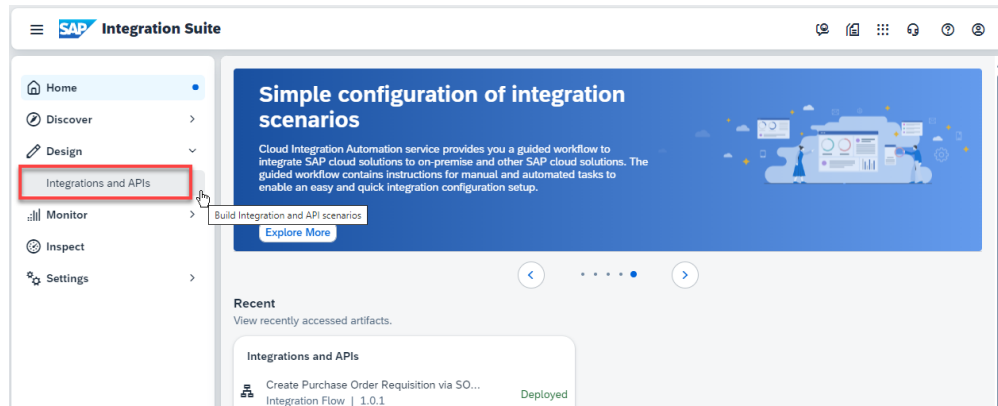 SAP Integration Suite
Home
Discover
Design
Integrations and APIs
Monitor
Inspect
Settings
Simple configuration of integration
scenarios
Cloud Integration Automation service provides you a guided workflow to
integrate SAP cloud solutions to on-premise and other SAP cloud solutions. The
guided workflow contains instructions for manual and automated tasks to
enable an easy and quick integration configuration setup.
Build Integration and API scenarios
Explore More
Recent
View recently accessed artifacts.
Integrations and APIs
Create Purchase Order Requisition via SO...
Integration Flow | 1.0.1
Deployed